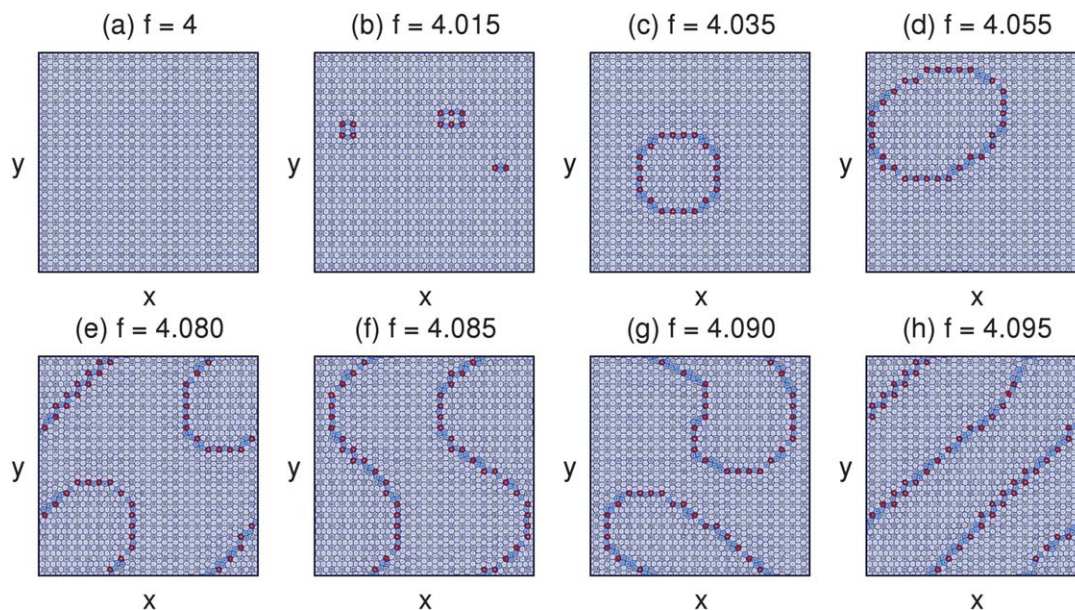 (a) f = 4
(b) f = 4.015
(c) f = 4.035
(d) f = 4.055
y
y
y
y
x
x
x
x
(e) f = 4.080
(f) f = 4.085
(g) f = 4.090
(h) f = 4.095
y
y
y
y
x
x
x
x